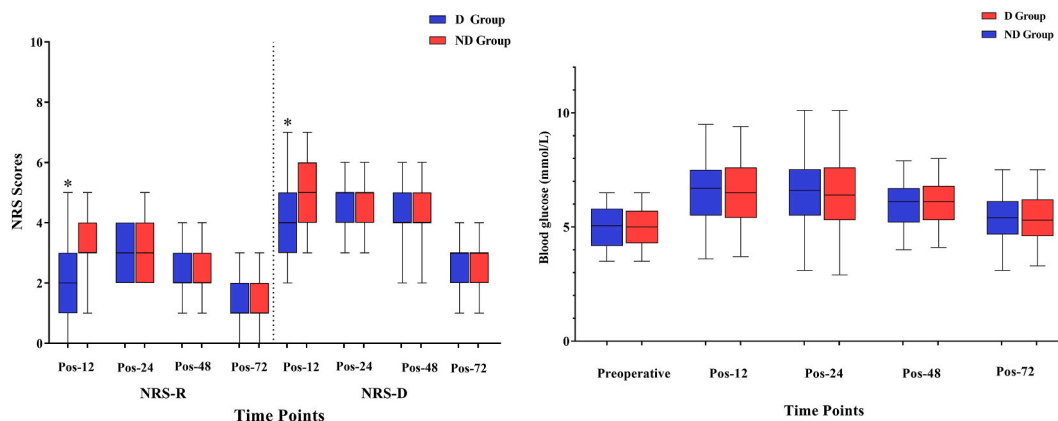 D Group
ND Group
10
8
6
4
2
0
NRS Scores
*
*
Pos-12 Pos-24 Pos-48 Pos-72 Pos-12 Pos-24 Pos-48 Pos-72
NRS-R NRS-D
Time Points
D Group
ND Group
10
5
0
Blood glucose (mmol/L)
Preoperative Pos-12 Pos-24 Pos-48 Pos-72
Time Points